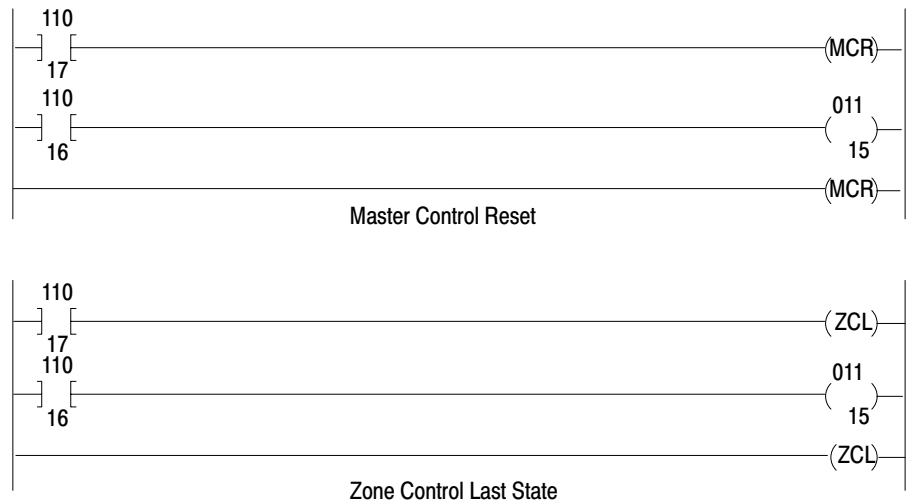 110
(MCR)
17
110
011
16
15
(MCR)
Master Control Reset
110
(ZCL)
17
110
011
16
15
(ZCL)
Zone Control Last State